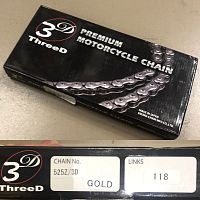 3D
ThreeD
PREMIUM
MOTORCYCLE CHAIN
3D
ThreeD
CHAIN No.
525Z/3D
GOLD
LINKS
118